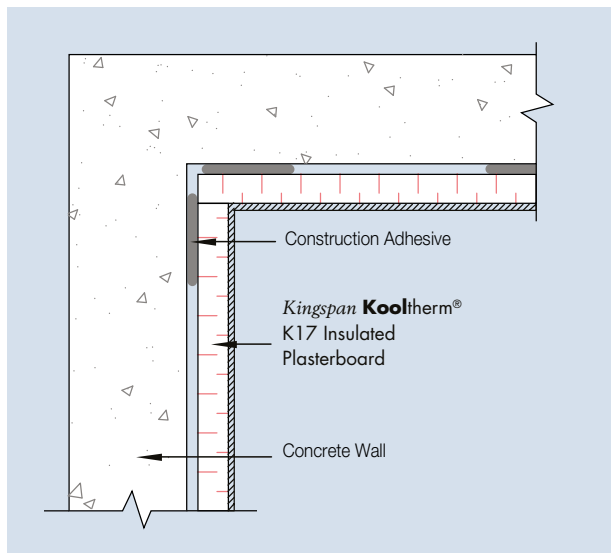 Construction Adhesive
Kingspan Kooltherm®
K17 Insulated
Plasterboard
Concrete Wall